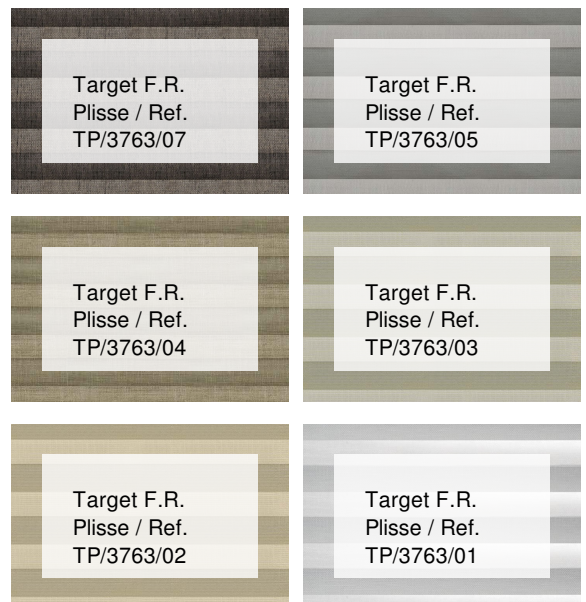 Target F.R.
Plisse / Ref.
TP/3763/07
Target F.R.
Plisse / Ref.
TP/3763/05
Target F.R.
Plisse / Ref.
TP/3763/04
Target F.R.
Plisse / Ref.
TP/3763/03
Target F.R.
Plisse / Ref.
TP/3763/02
Target F.R.
Plisse / Ref.
TP/3763/01